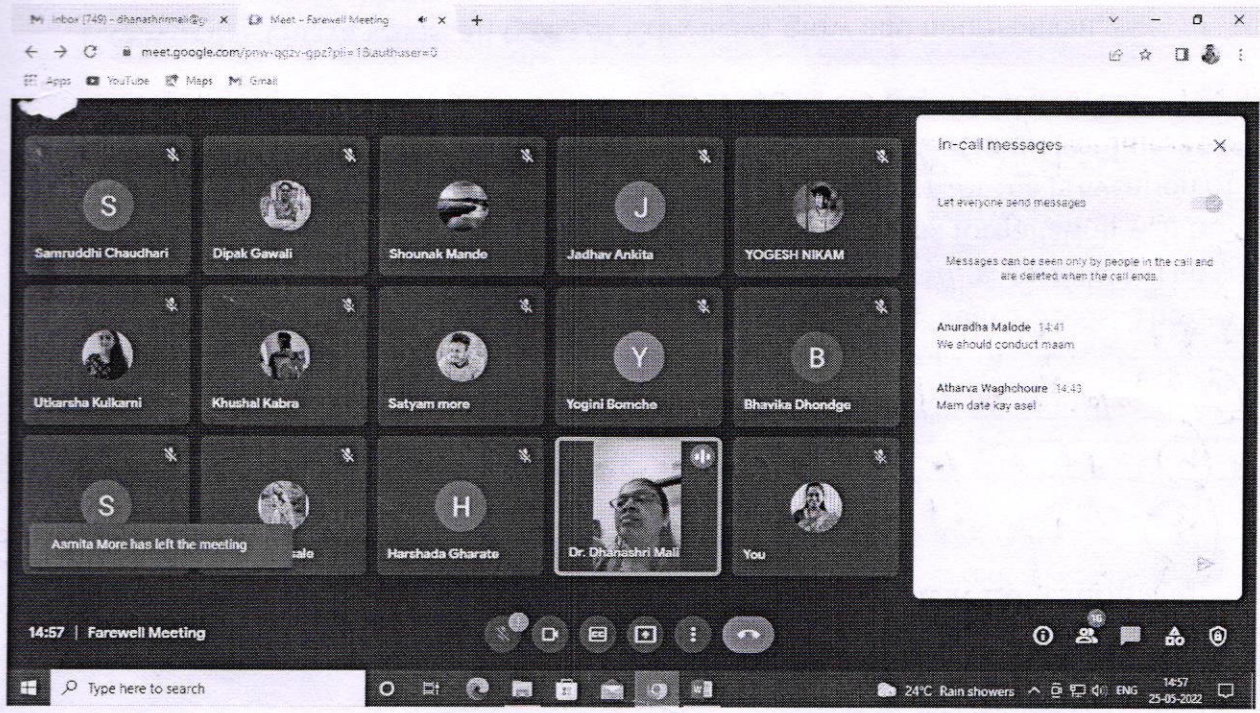 Inbox (749) - dhanashrirmali@g
Meet - Farewell Meeting
meet.google.com/pnw-qgzv-gpz?pli=1&authuser=0
Apps YouTube Maps Gmail
S
Samruddhi Chaudhari
Dipak Gawali
Shounak Mande
J
Jadhav Ankita
YOGESH NIKAM
Utkarsha Kulkarni
Khushal Kabra
Satyam more
Y
Yogini Bomche
B
Bhavika Dhondge
S
Asmita More has left the meeting
H
Harshada Gharate
Dr. Dhanashri Mali
You
In-call messages
Let everyone send messages
Messages can be seen only by people in the call and
are deleted when the call ends.
Anuradha Malode 14:41
We should conduct maam
Atharva Waghchoure 14:43
Mam date kay asel
14:57 | Farewell Meeting
16
Type here to search
24°C Rain showers
ENG
14:57
25-05-2022